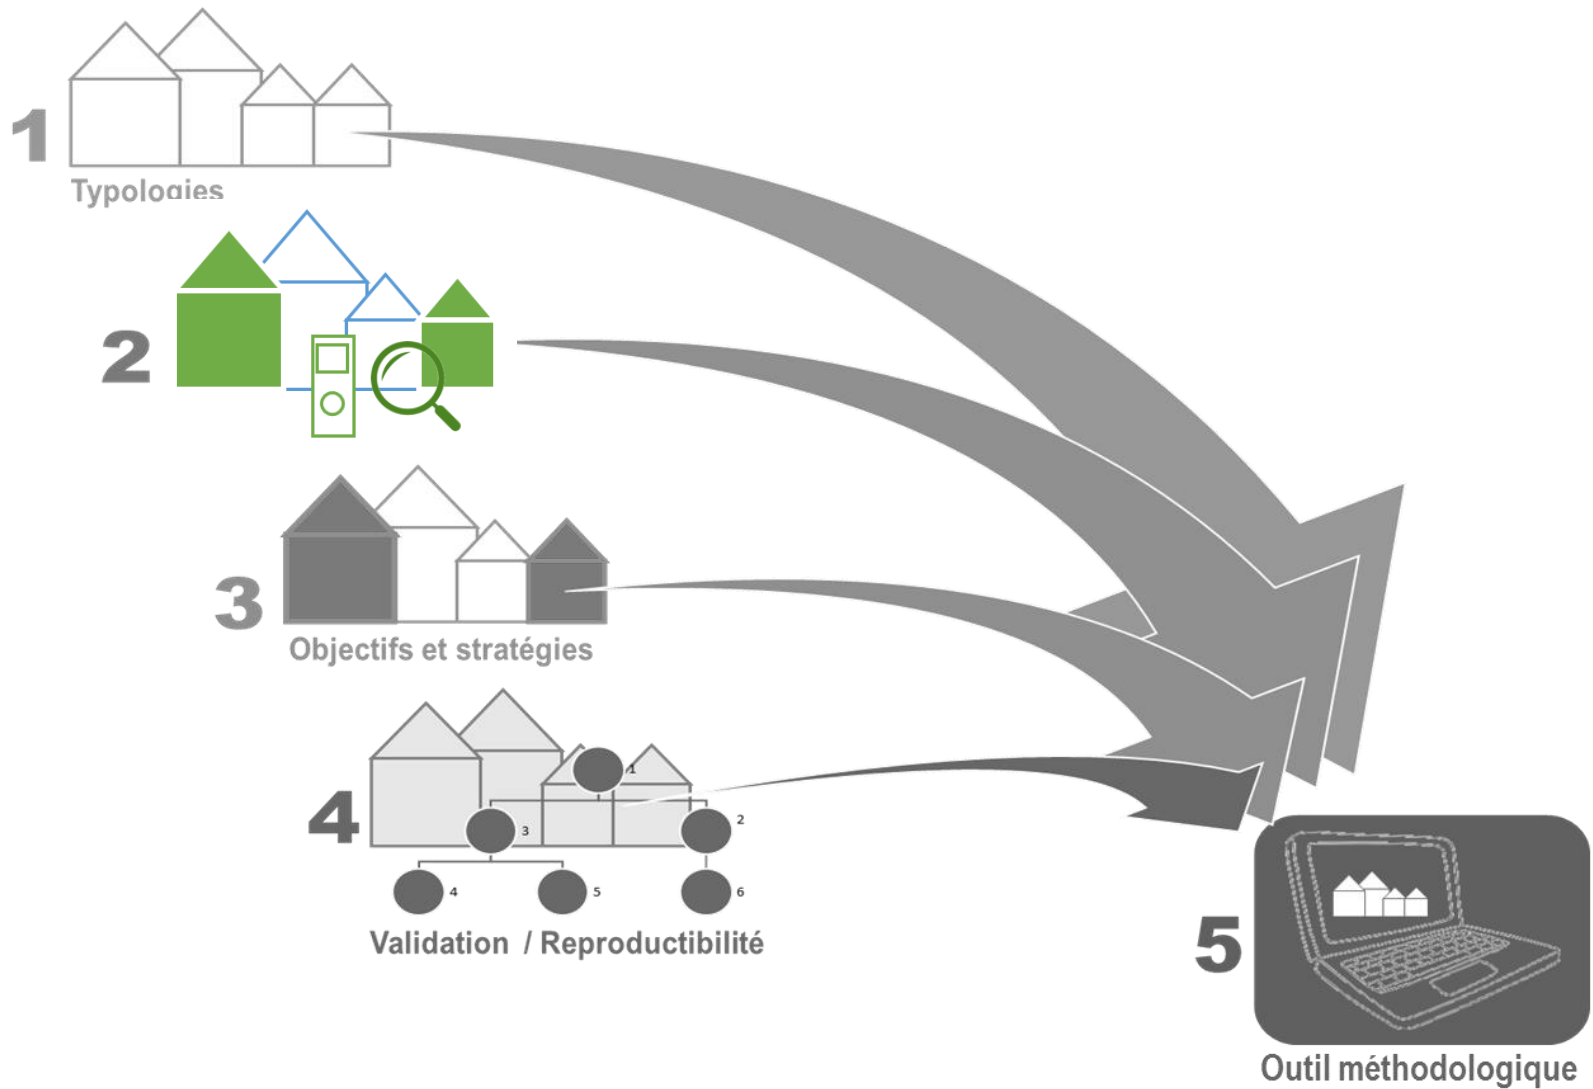 1
Typologies
2
3
Objectifs et stratégies
4
1
2
3
4
5
6
Validation / Reproductibilité
5
Outil méthodologique